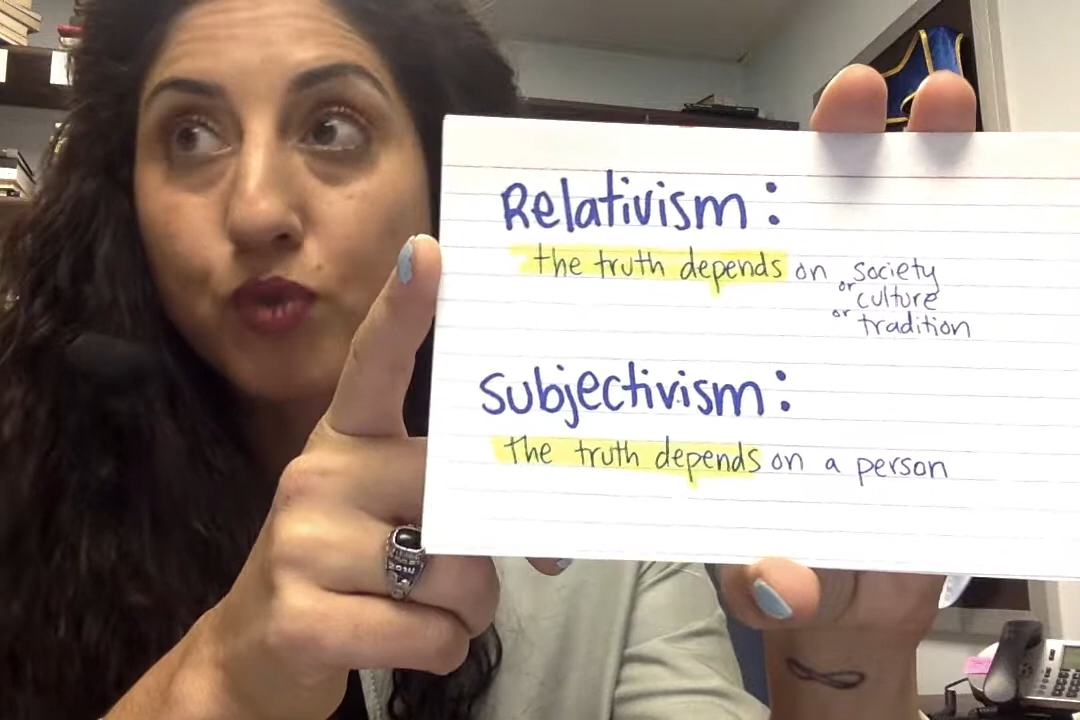 Relativism:
the truth depends on society
or culture
or tradition
Subjectivism:
the truth depends on a person